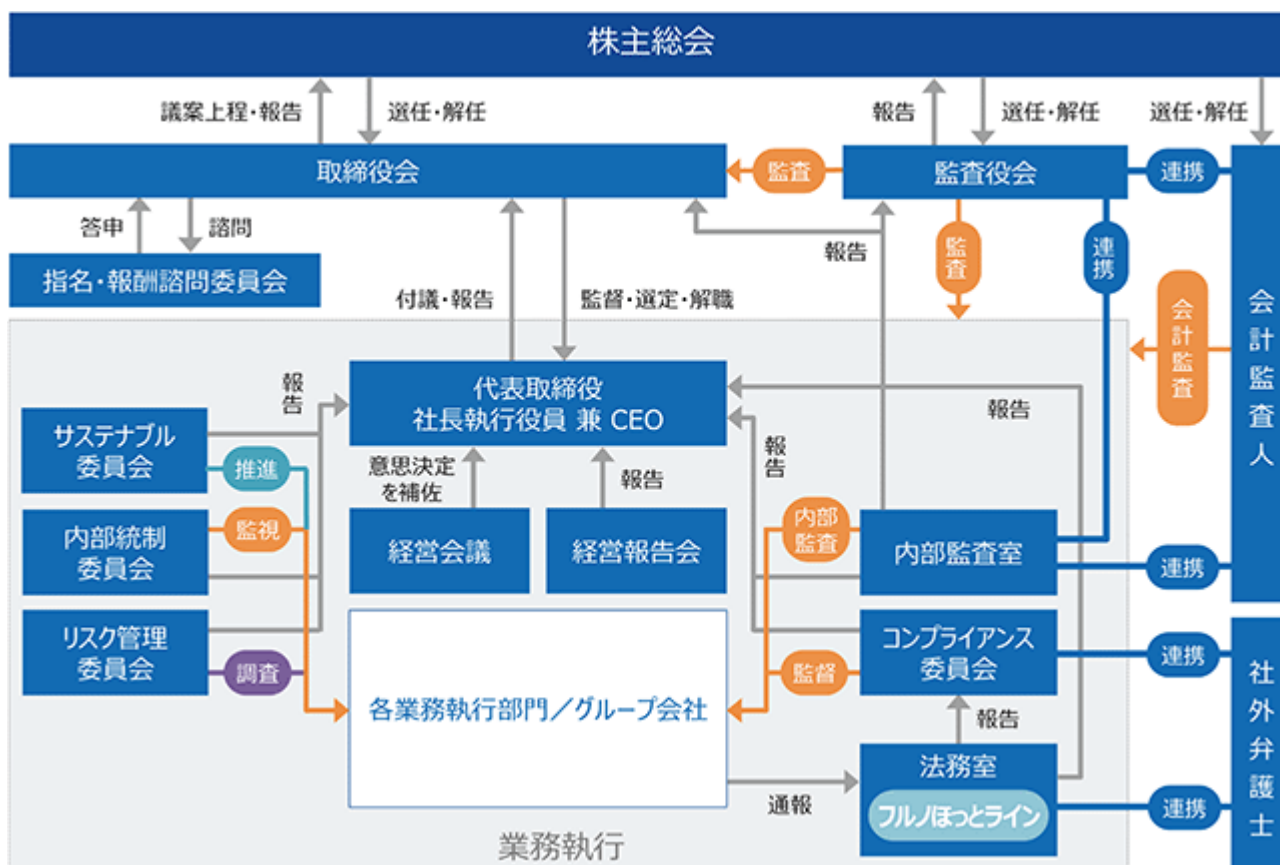 株主総会
議案上程・報告
選任・解任
報告
選任・解任
選任・解任
取締役会
監査
監査役会
連携
答申
諮問
報告
監査
連携
指名・報酬諮問委員会
付議・報告
監督・選定・解職
会計監査
会計監査人
報告
代表取締役
社長執行役員 兼 CEO
報告
サステナブル
委員会
推進
意思決定
を補佐
報告
報告
内部統制
委員会
監視
経営会議
経営報告会
内部
監査
内部監査室
連携
リスク管理
委員会
調査
各業務執行部門／グループ会社
監督
コンプライアンス
委員会
連携
社外弁護士
報告
通報
法務室
フルノほっとライン
連携
業務執行